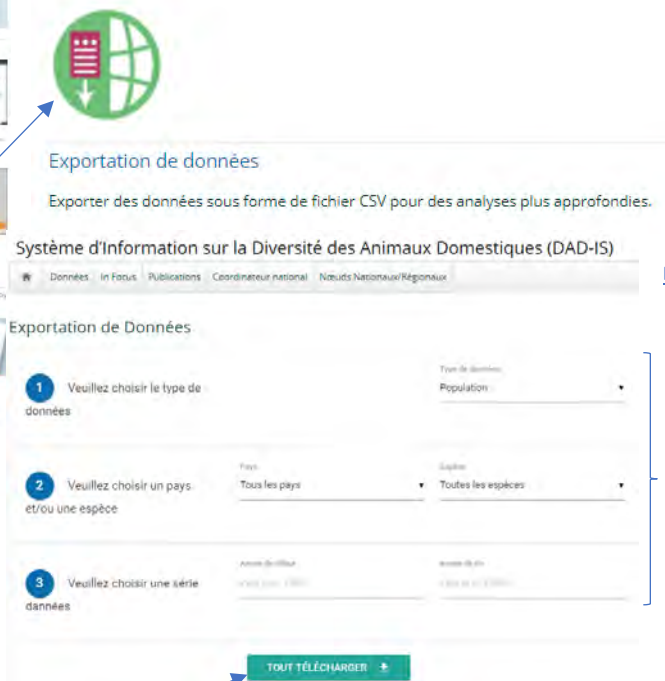 Exportation de données
Exporter des données sous forme de fichier CSV pour des analyses plus approfondies.
Système d'Information sur la Diversité des Animaux Domestiques (DAD-IS)
Données In Focus Publications Coordinateur national Nœuds Nationaux/Régionaux
Exportation de Données
Type de données
1 Veuillez choisir le type de
données
Population
Pays
Espèce
2 Veuillez choisir un pays
et/ou une espèce
Tous les pays
Toutes les espèces
3 Veuillez choisir une série
données
TOUT TÉLÉCHARGER